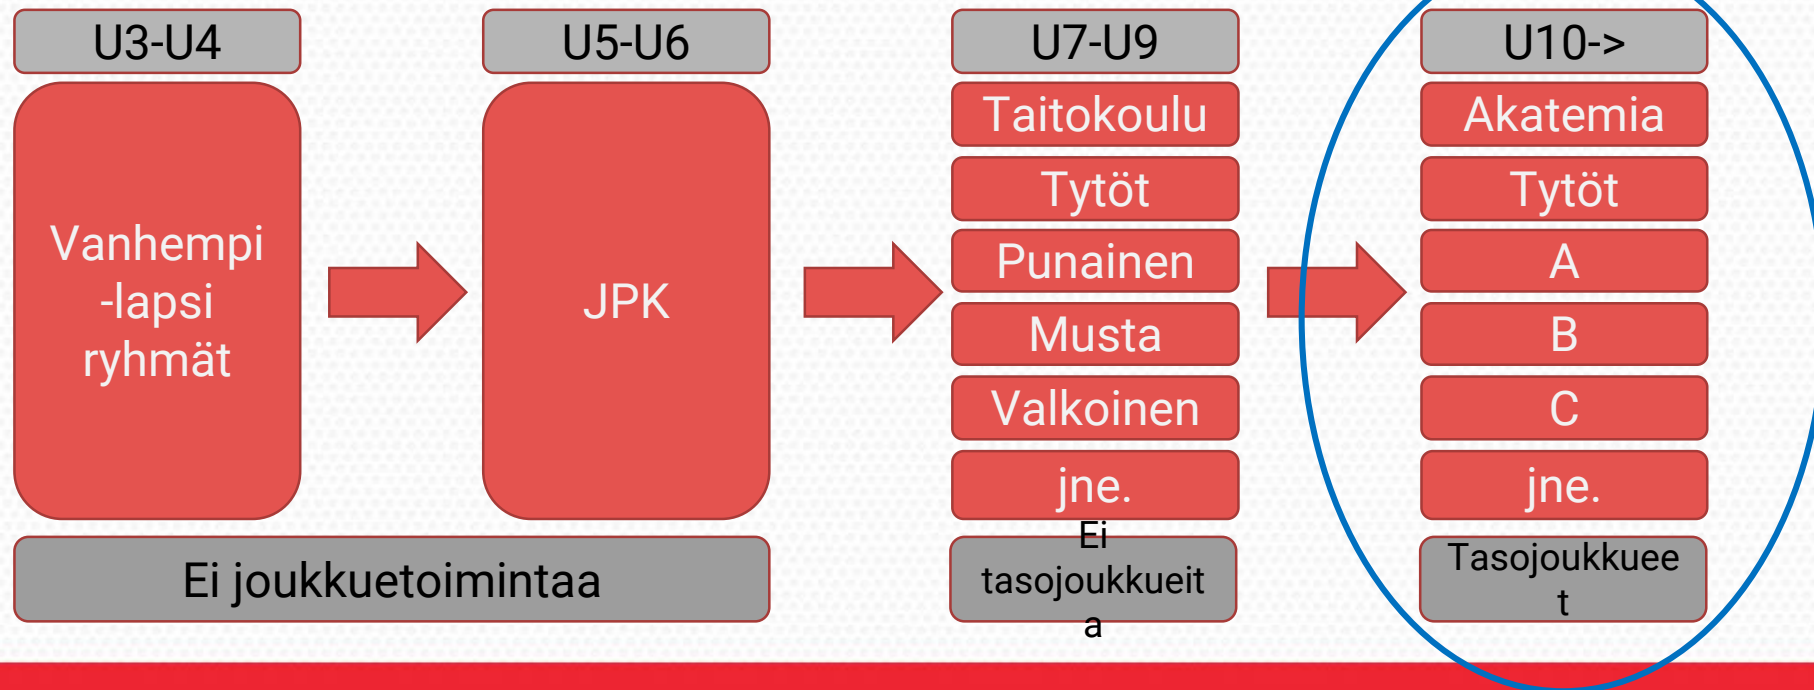 U3-U4
Vanhempi
-lapsi
ryhmät
U5-U6
JPK
Ei joukkuetoimintaa
U7-U9
Taitokoulu
Tytöt
Punainen
Musta
Valkoinen
jne.
Ei
tasojoukkueit
a
U10->
Akatemia
Tytöt
A
B
C
jne.
Tasojoukkuee
t